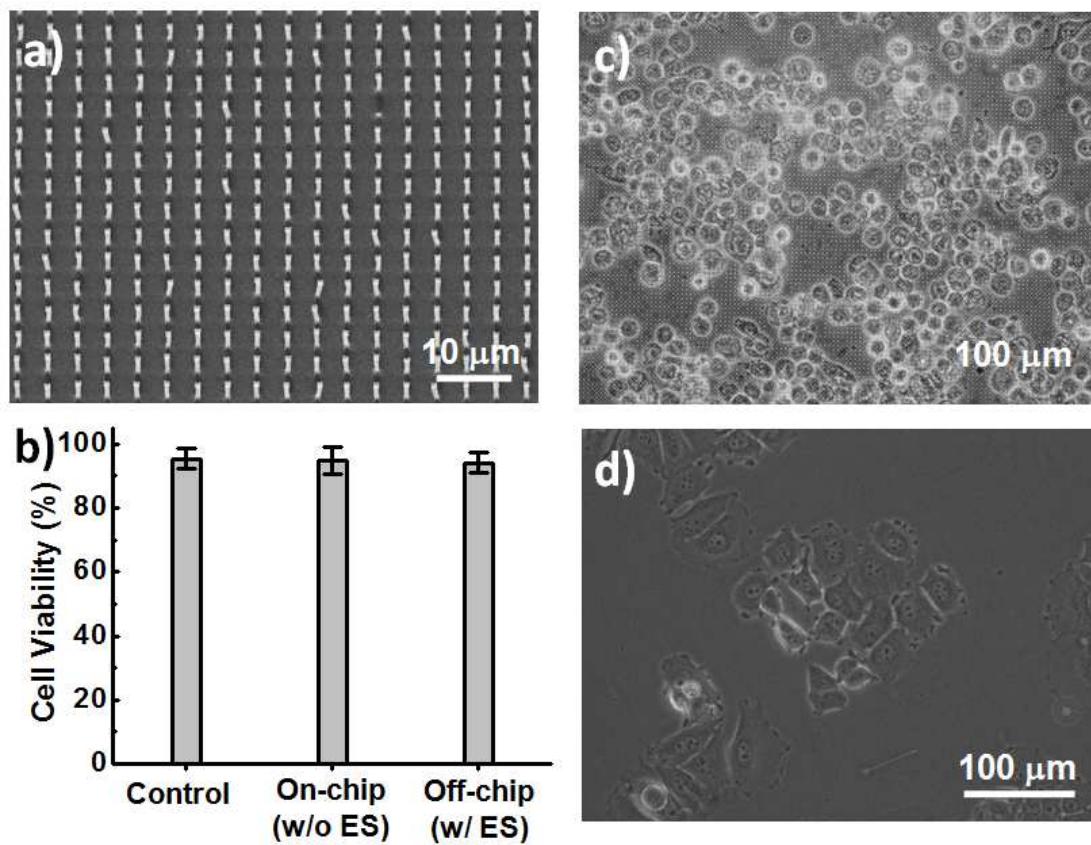 a)
10 μm
c)
100 μm
b)
Cell Viability (%)
100
80
60
40
20
0
Control
On-chip
(w/o ES)
Off-chip
(w/ ES)
d)
100 μm